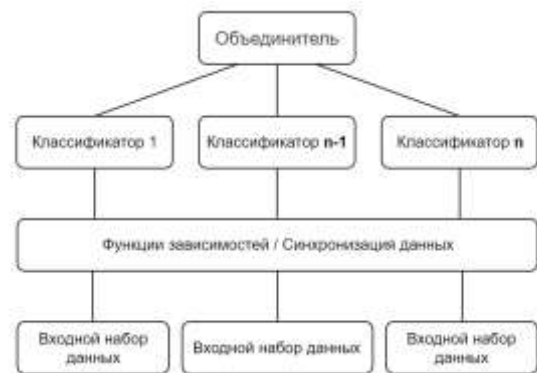 Объединитель
Классификатор 1
Классификатор n-1
Классификатор n
Функции зависимостей / Синхронизация данных
Входной набор
данных
Входной набор данных
Входной набор
данных